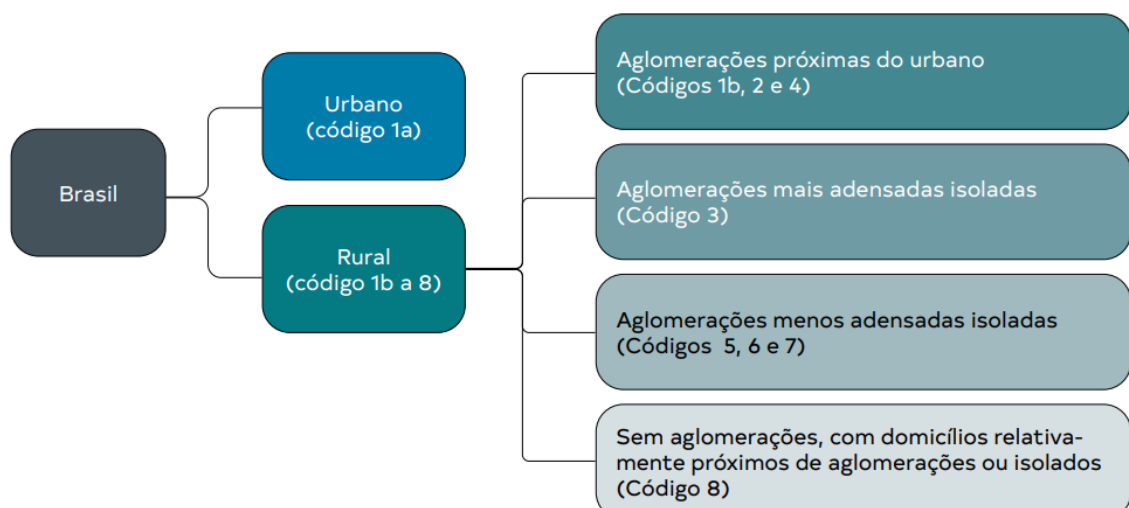 Brasil
Urbano
(código 1a)
Rural
(código 1b a 8)
Aglomerações próximas do urbano
(Códigos 1b, 2 e 4)
Aglomerações mais adensadas isoladas
(Código 3)
Aglomerações menos adensadas isoladas
(Códigos  5, 6 e 7)
Sem aglomerações, com domicílios relativa-
mente próximos de aglomerações ou isolados
(Código 8)